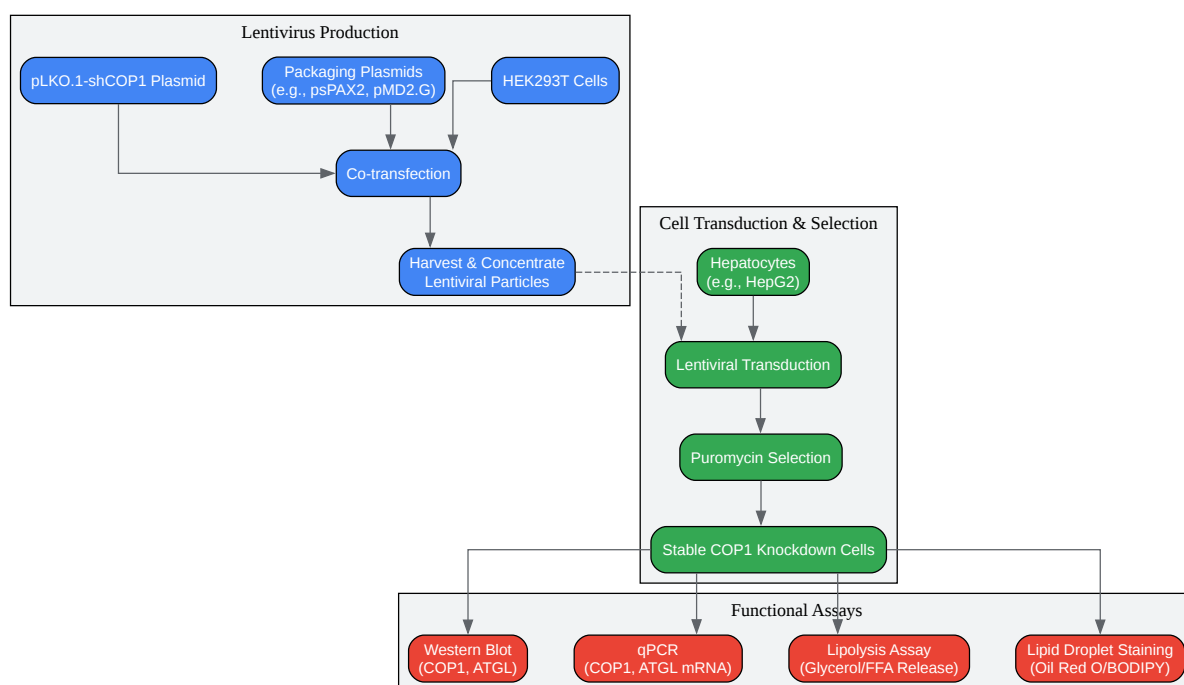 Lentivirus Production
pLKO.1-shCOP1 Plasmid
Packaging Plasmids
(e.g., psPAX2, pMD2.G)
HEK293T Cells
Co-transfection
Harvest & Concentrate
Lentiviral Particles
Cell Transduction & Selection
Hepatocytes
(e.g., HepG2)
Lentiviral Transduction
Puromycin Selection
Stable COP1 Knockdown Cells
Functional Assays
Western Blot
(COP1, ATGL)
qPCR
(COP1, ATGL mRNA)
Lipolysis Assay
(Glycerol/FFA Release)
Lipid Droplet Staining
(Oil Red O/BODIPY)